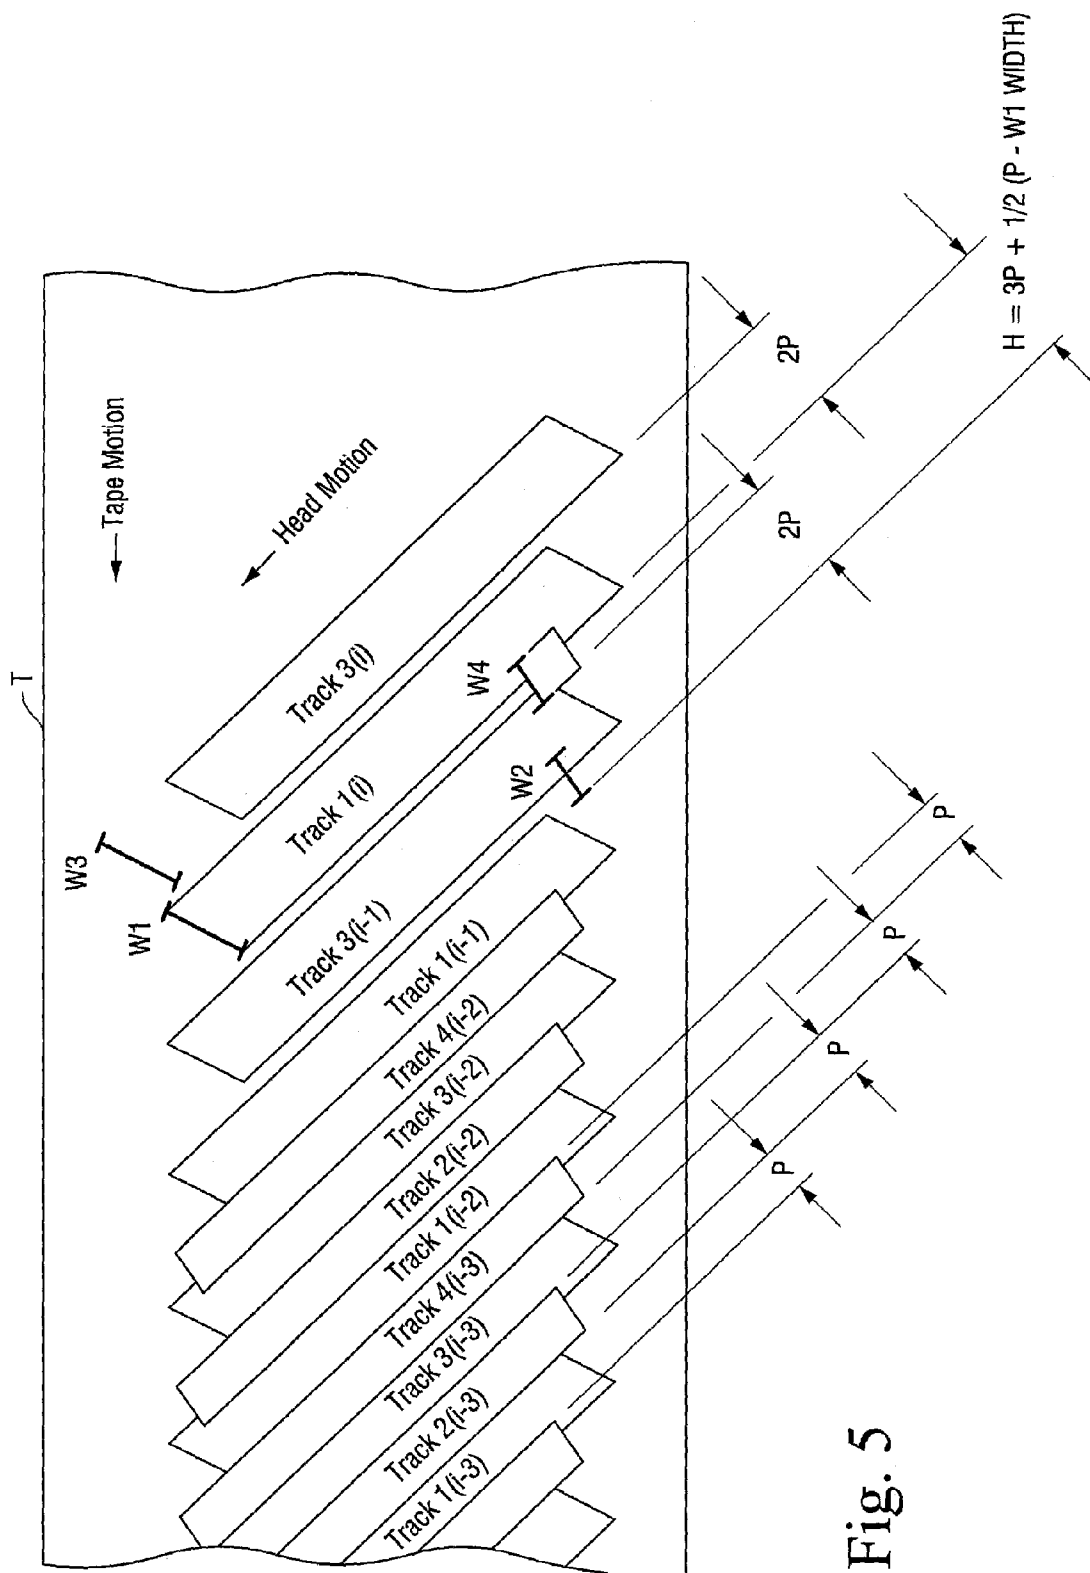 T
← Tape Motion
Head Motion
W3
W1
W4
W2
Track 3(i)
Track 1(i)
Track 3(i-1)
Track 1(i-1)
Track 4(i-2)
Track 3(i-2)
Track 2(i-2)
Track 1(i-2)
Track 4(i-3)
Track 3(i-3)
Track 2(i-3)
Track 1(i-3)
2P
2P
H = 3P + 1/2 (P - W1 WIDTH)
P
P
P
P
Fig. 5